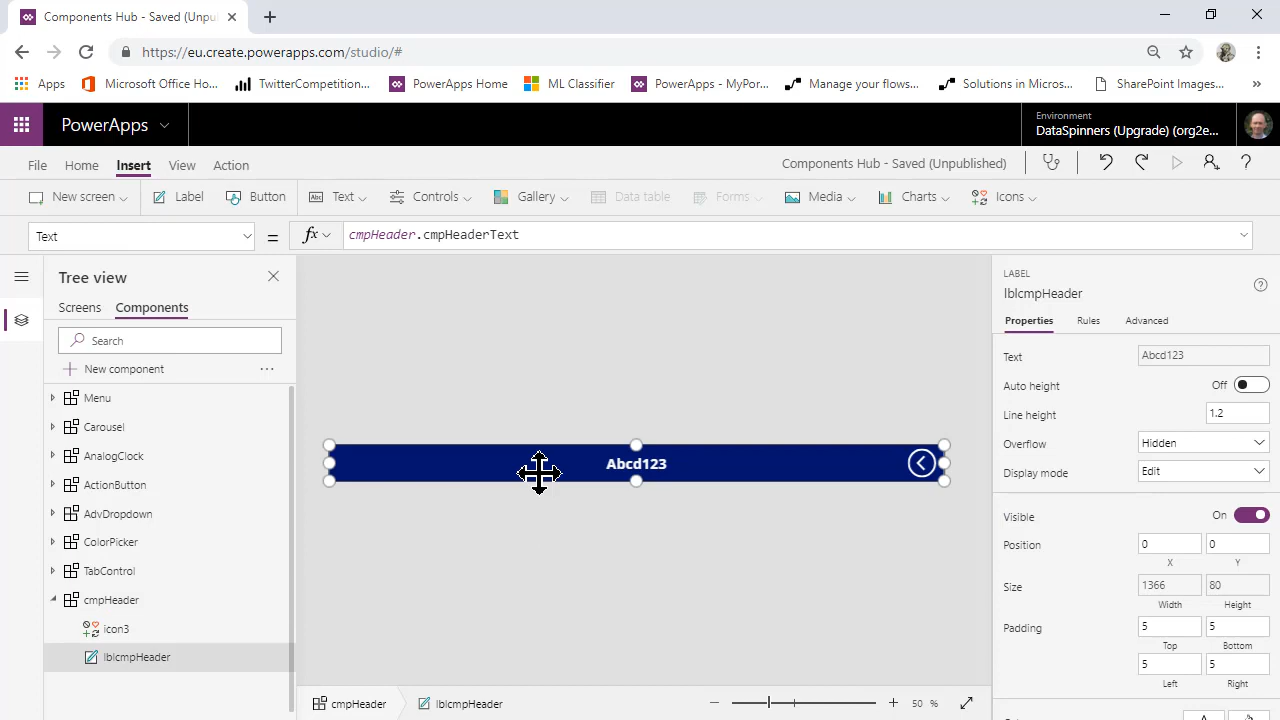 Components Hub - Saved (Unpu
https://eu.create.powerapps.com/studio/#
Apps Microsoft Office Ho... TwitterCompetition... PowerApps Home ML Classifier PowerApps - MyPor... Manage your flows... Solutions in Micros... SharePoint Images... »
PowerApps
Environment
DataSpinners (Upgrade) (org2e...
File Home Insert View Action Components Hub - Saved (Unpublished) ?
New screen Label Button Text Controls Gallery Data table Forms Media Charts Icons
Text = fx cmpHeader.cmpHeaderText
Tree view
Screens Components
Search
New component ...
Menu
Carousel
AnalogClock
ActionButton
AdvDropdown
ColorPicker
TabControl
cmpHeader
icon3
lblcmpHeader
Abcd123
cmpHeader lblcmpHeader 50 %
LABEL
lblcmpHeader
Properties Rules Advanced
Text Abcd123
Auto height Off
Line height 1.2
Overflow Hidden
Display mode Edit
Visible On
Position 0 0
X Y
Size 1366 80
Width Height
Padding 5 5
Top Bottom
5 5
Left Right